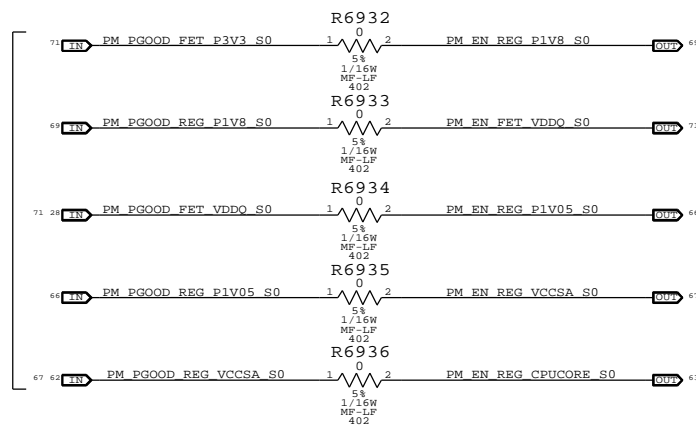 R6932
0
71 IN PM_PGOOD_FET_P3V3_S0 1 2 PM_EN_REG_P1V8_S0 OUT 69
5%
1/16W
MF-LF
402
R6933
0
69 IN PM_PGOOD_REG_P1V8_S0 1 2 PM_EN_FET_VDDQ_S0 OUT 71
5%
1/16W
MF-LF
402
R6934
0
71 28 IN PM_PGOOD_FET_VDDQ_S0 1 2 PM_EN_REG_P1V05_S0 OUT 66
5%
1/16W
MF-LF
402
R6935
0
66 IN PM_PGOOD_REG_P1V05_S0 1 2 PM_EN_REG_VCCSA_S0 OUT 67
5%
1/16W
MF-LF
402
R6936
0
67 62 IN PM_PGOOD_REG_VCCSA_S0 1 2 PM_EN_REG_CPUCORE_S0 OUT
5%
1/16W
MF-LF
402